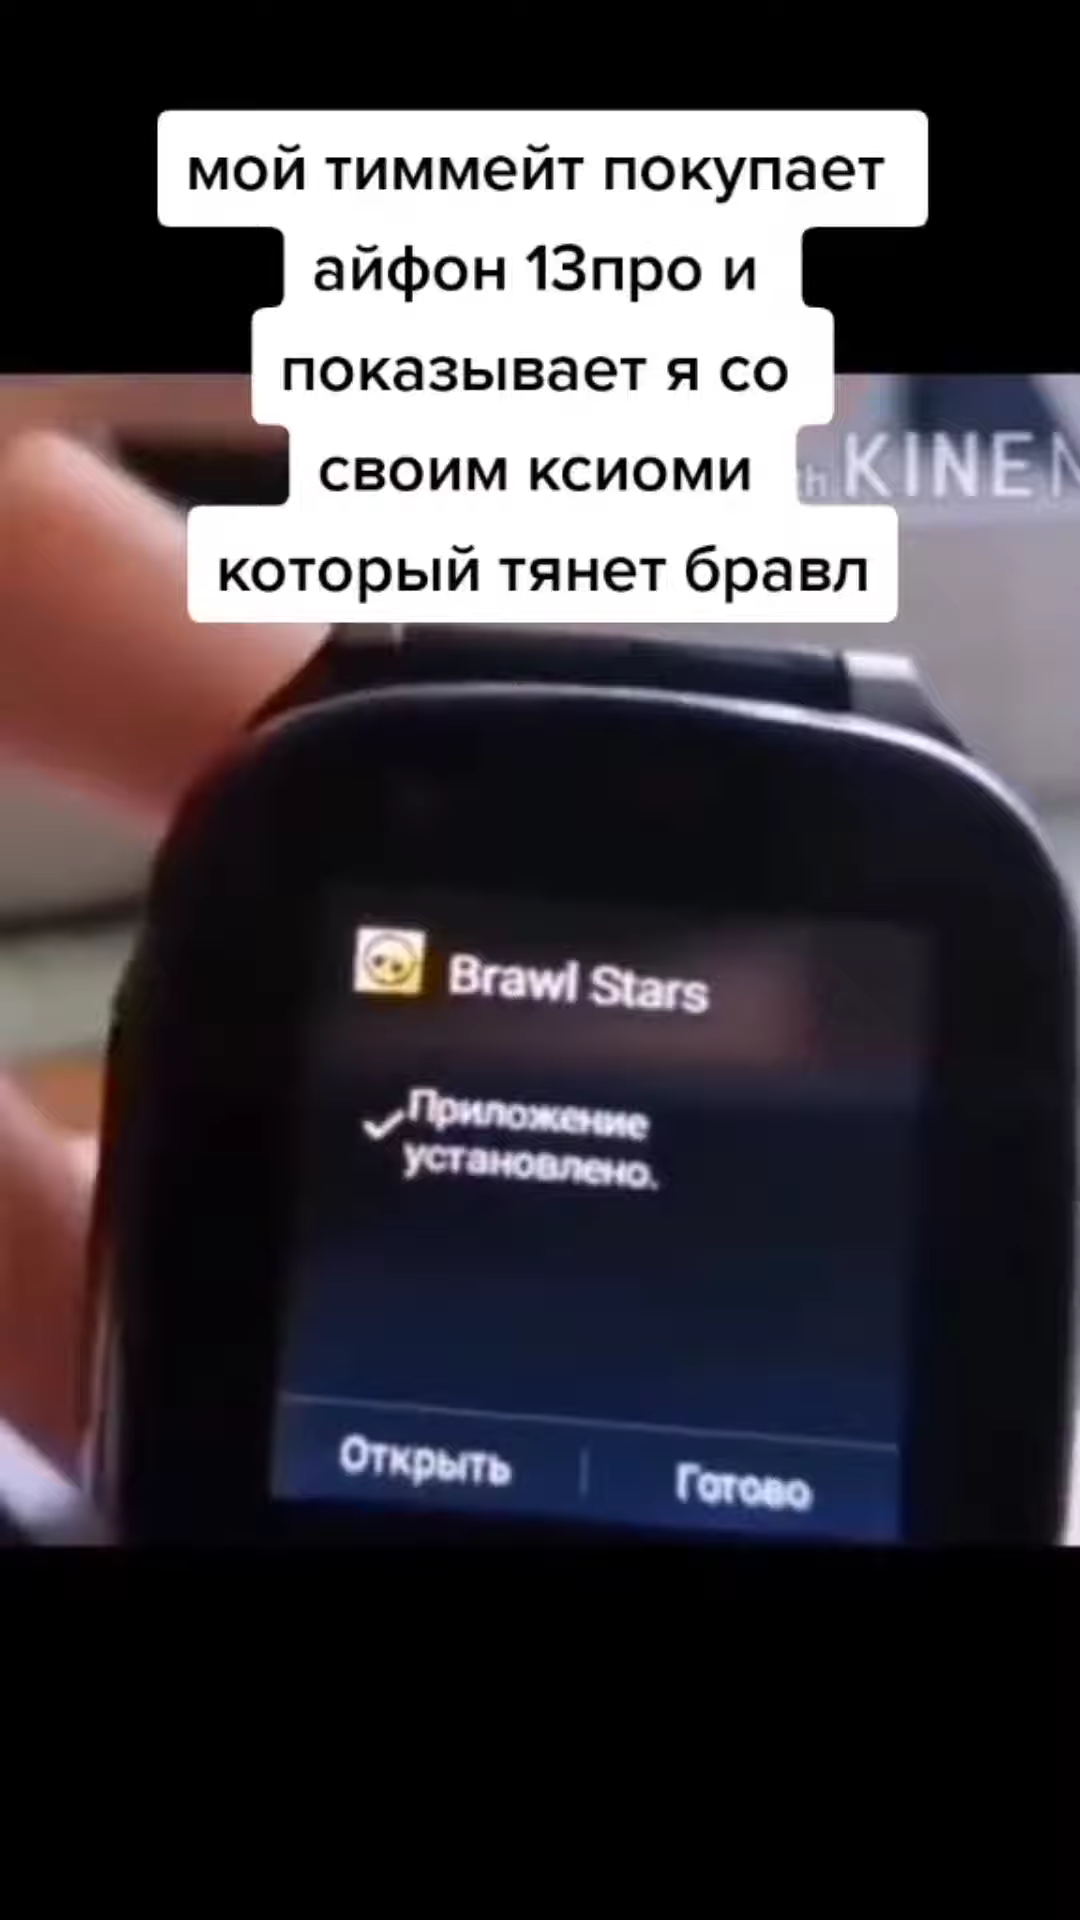 мой тиммейт покупает
айфон 13про и
показывает я со
своим ксиоми
который тянет бравл
KINE
Brawl Stars
Приложение
установлено.
Открыть
Готово